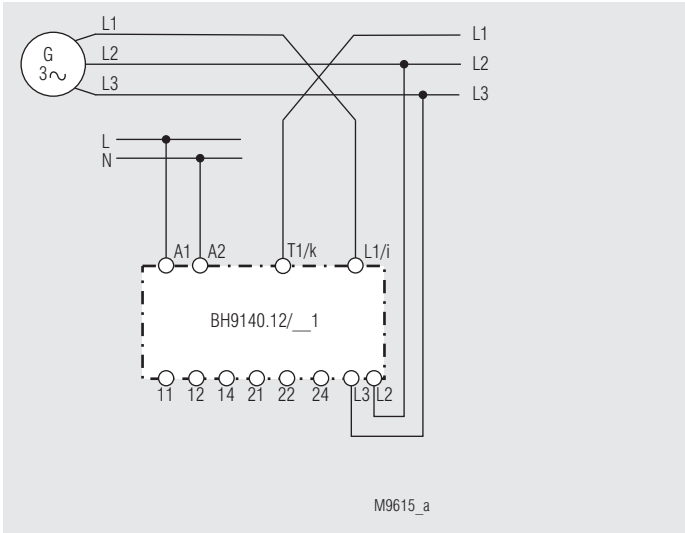 L1
L1
G
3~
L2
L2
L3
L3
L
N
A1 A2 T1/k L1/i
BH9140.12/__1
11 12 14 21 22 24 L3 L2
M9615_a